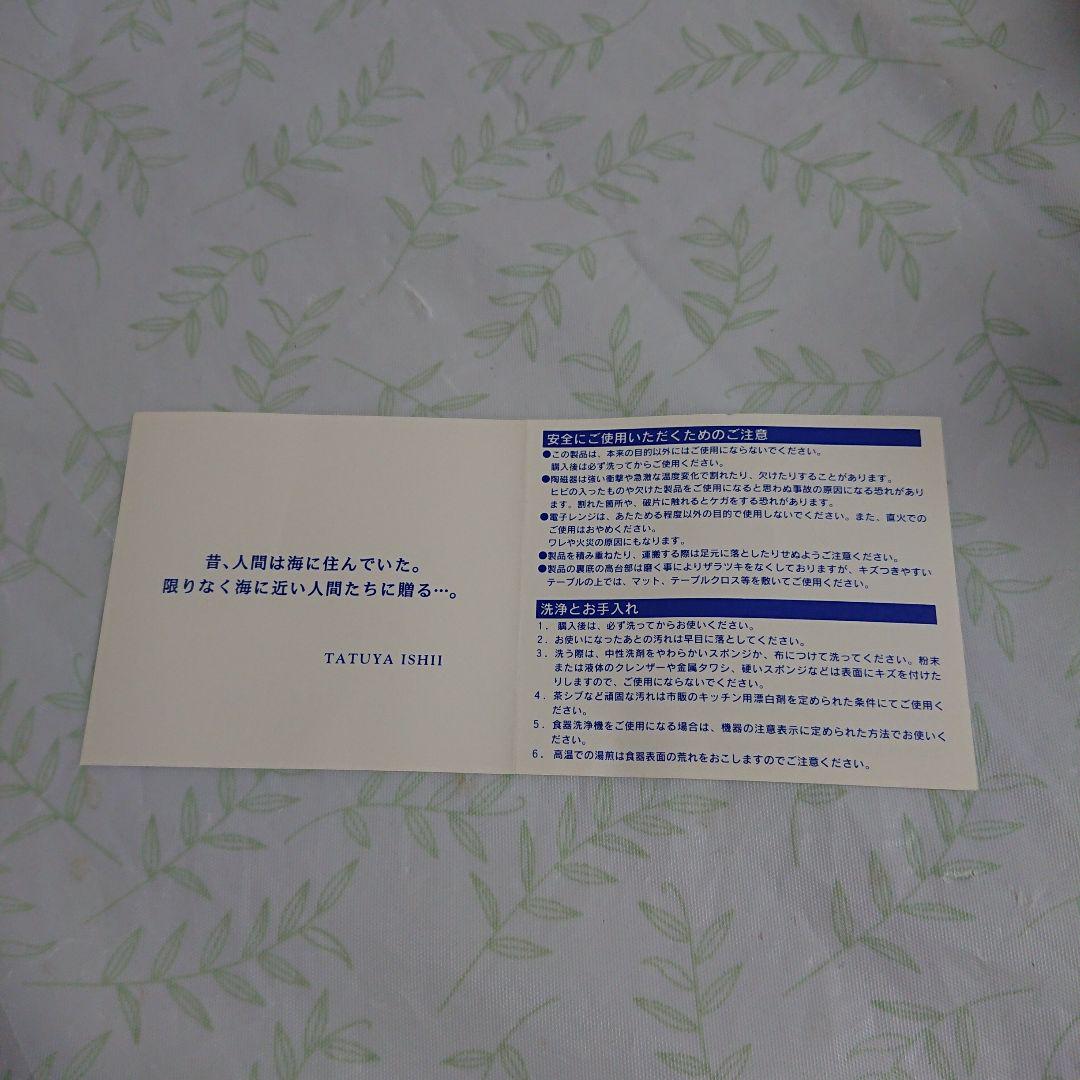 昔、人間は海に住んでいた。
限りなく海に近い人間たちに贈る…。
TATUYA ISHII
安全にご使用いただくためのご注意
●この製品は、本来の目的以外にはご使用にならないでください。
購入後は必ず洗ってからご使用ください。
●陶磁器は強い衝撃や急激な温度変化で割れたり、欠けたりすることがあります。
ヒビの入ったものや欠けた製品をご使用になると思わぬ事故の原因になる恐れがあり
ます。割れた箇所や、破片に触れるとケガをする恐れがあります。
●電子レンジは、あたためる程度以外の目的で使用しないでください。また、直火での
ご使用はおやめください。
ワレや火災の原因にもなります。
●製品を積み重ねたり、運搬する際は足元に落としたりせぬようご注意ください。
●製品の裏底の高台部は磨く事によりザラツキをなくしておりますが、キズつきやすい
テーブルの上では、マット、テーブルクロス等を敷いてご使用ください。
洗浄とお手入れ
1. 購入後は、必ず洗ってからお使いください。
2. お使いになったあとの汚れは早目に落としてください。
3. 洗う際は、中性洗剤をやわらかいスポンジか、布につけて洗ってください。粉末
または液体のクレンザーや金属タワシ、硬いスポンジなどは表面にキズを付けた
りしますので、ご使用にならないでください。
4. 茶シブなど頑固な汚れは市販のキッチン用漂白剤を定められた条件にてご使用く
ださい。
5. 食器洗浄機をご使用になる場合は、機器の注意表示に定められた方法でお使いく
ださい。
6. 高温での湯煎は食器表面の荒れをおこしますのでご注意ください。